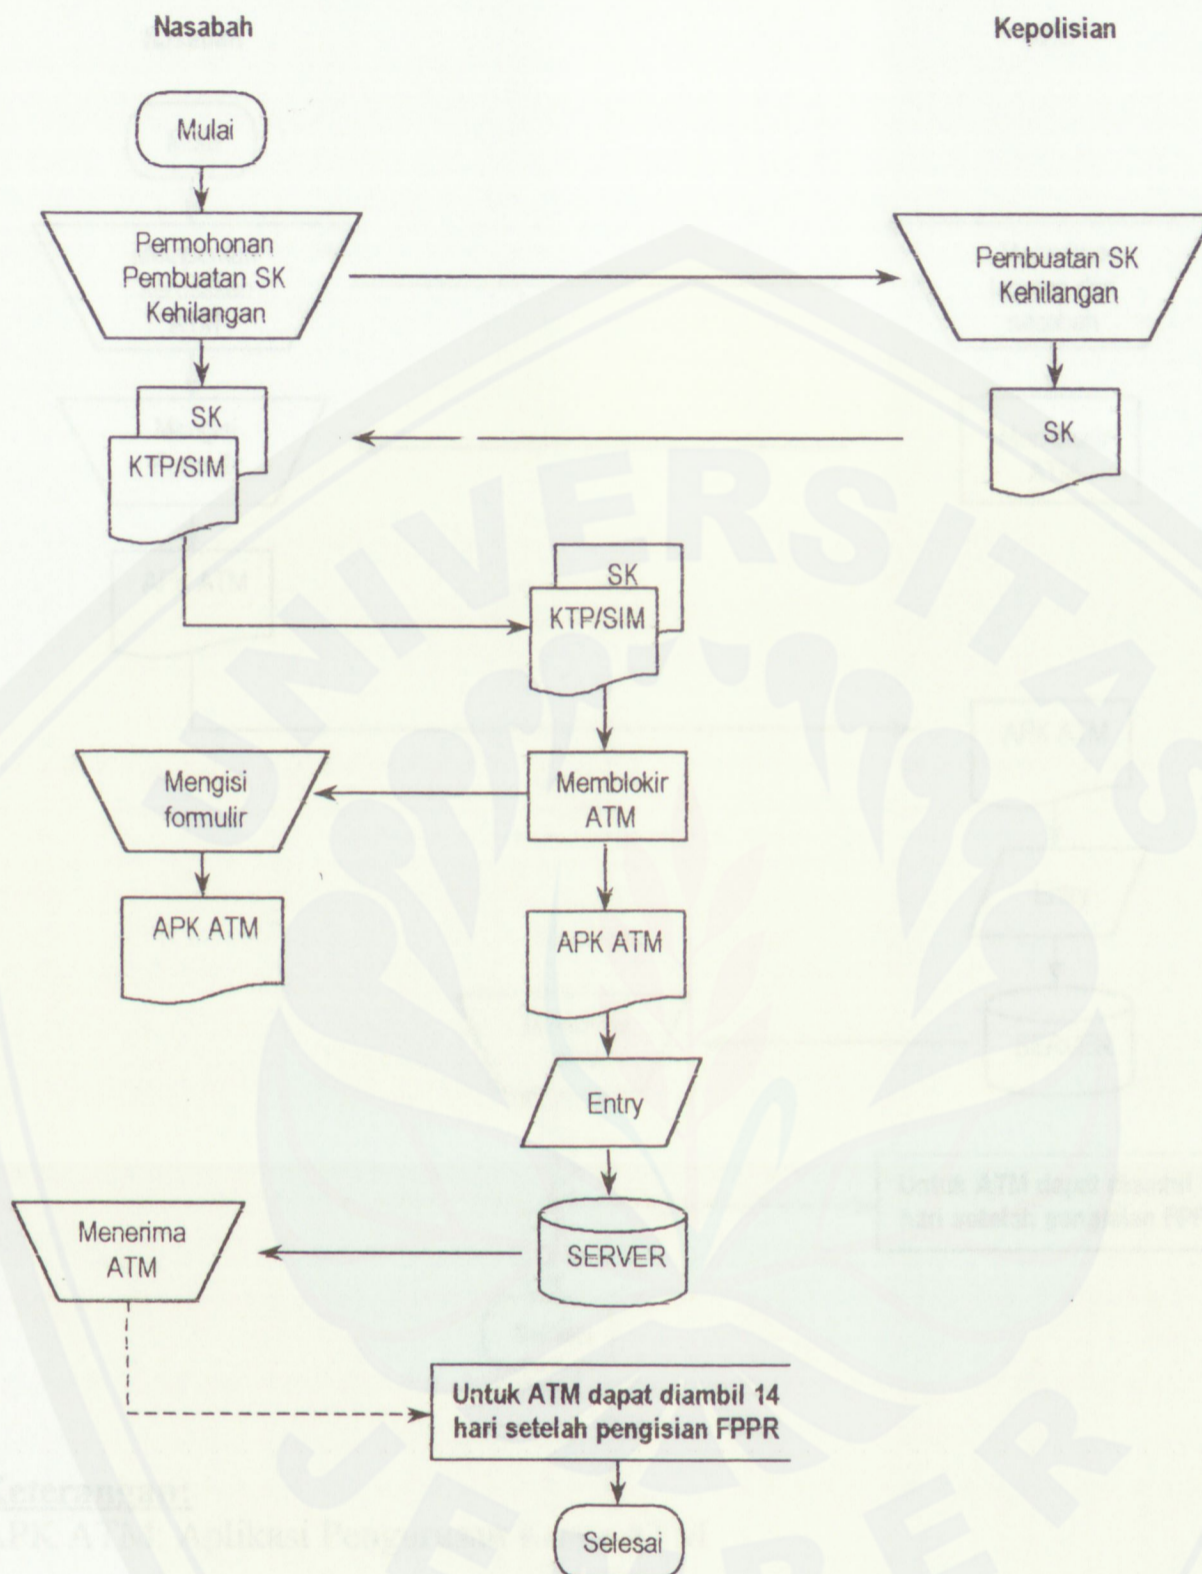 Nasabah
Kepolisian
Mulai
Permohonan
Pembuatan SK
Kehilangan
Pembuatan SK
Kehilangan
SK
KTP/SIM
SK
SK
KTP/SIM
Mengisi
formulir
Memblokir
ATM
APK ATM
APK ATM
Entry
Menerima
ATM
SERVER
Untuk ATM dapat diambil 14
hari setelah pengisian FPPR
Selesai
UNIVERSITAS
JEMBER